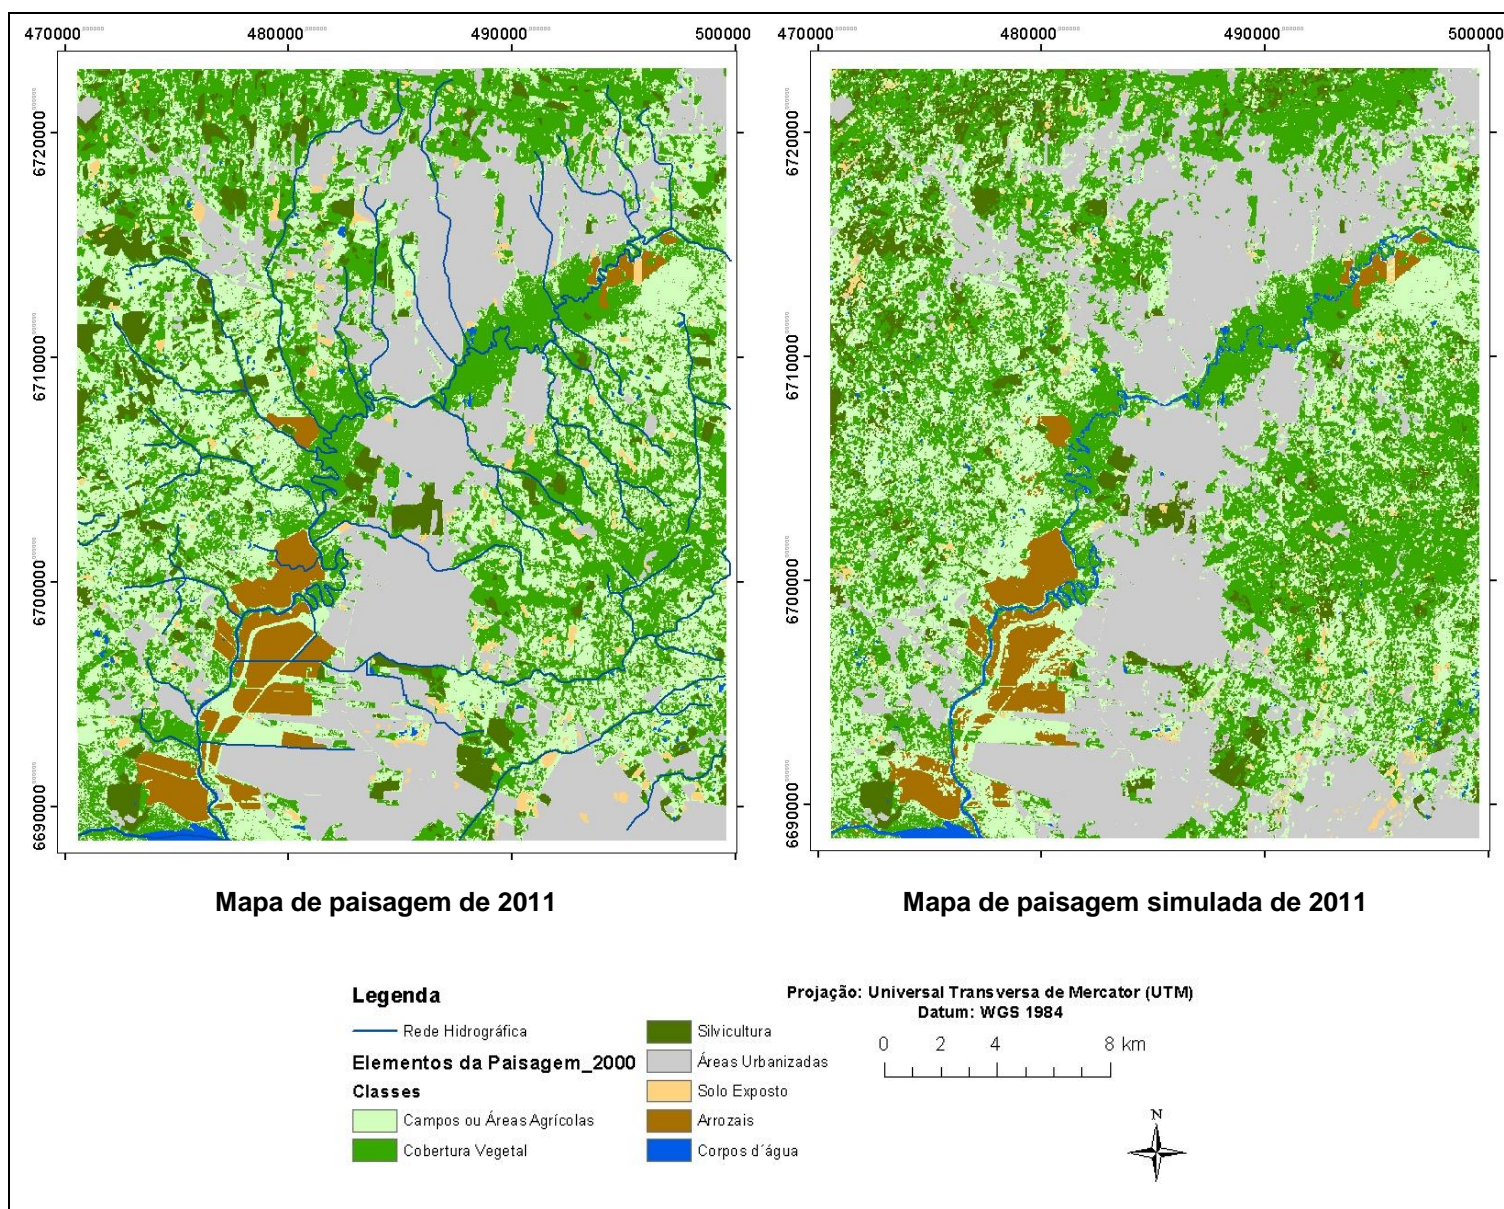 470000 480000 490000 500000
470000 480000 490000 500000
6720000
6710000
6700000
6690000
6720000
6710000
6700000
6690000
Mapa de paisagem de 2011
Mapa de paisagem simulada de 2011
Legenda
Rede Hidrográfica
Elementos da Paisagem_2000
Classes
Campos ou Áreas Agrícolas
Cobertura Vegetal
Silvicultura
Áreas Urbanizadas
Solo Exposto
Arrozais
Corpos d´água
Projação: Universal Transversa de Mercator (UTM)
Datum: WGS 1984
0 2 4 8 km
N